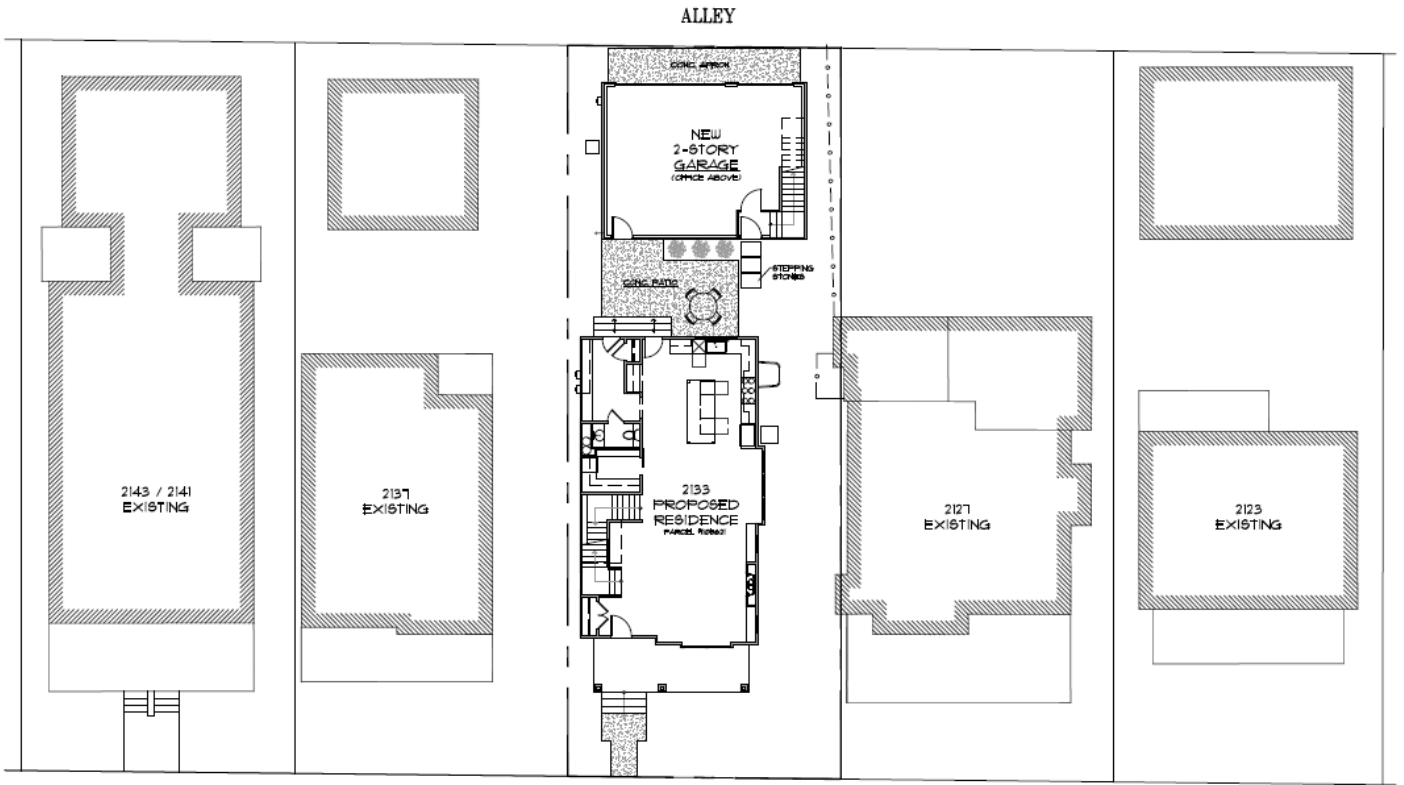 ALLEY
CONC. APRON
NEW
2-STORY
GARAGE
(OFFICE ABOVE)
STEPPING
STONES
CONC. PATIO
2143 / 2141
EXISTING
2137
EXISTING
2133
PROPOSED
RESIDENCE
PARCEL
2127
EXISTING
2123
EXISTING